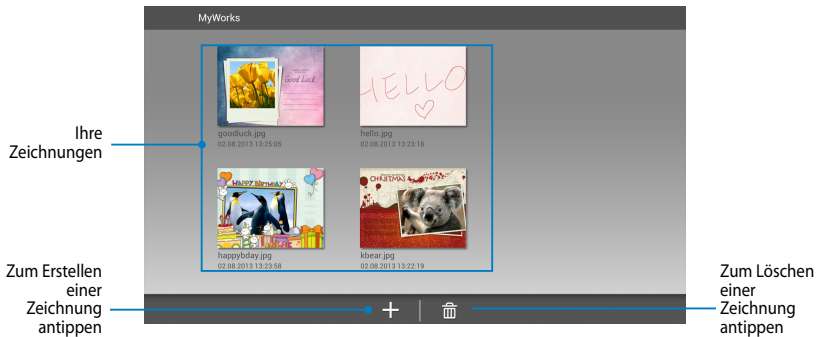 MyWorks
Ihre
Zeichnungen
Good Luck
goodluck.jpg
02.08.2013 13:25:05
HELLO
hello.jpg
02.08.2013 13:23:18
HAPPY BIRTHDAY
happybday.jpg
02.08.2013 13:23:58
CHRISTMAS
kbear.jpg
02.08.2013 13:22:19
Zum Erstellen
einer
Zeichnung
antippen
Zum Löschen
einer
Zeichnung
antippen